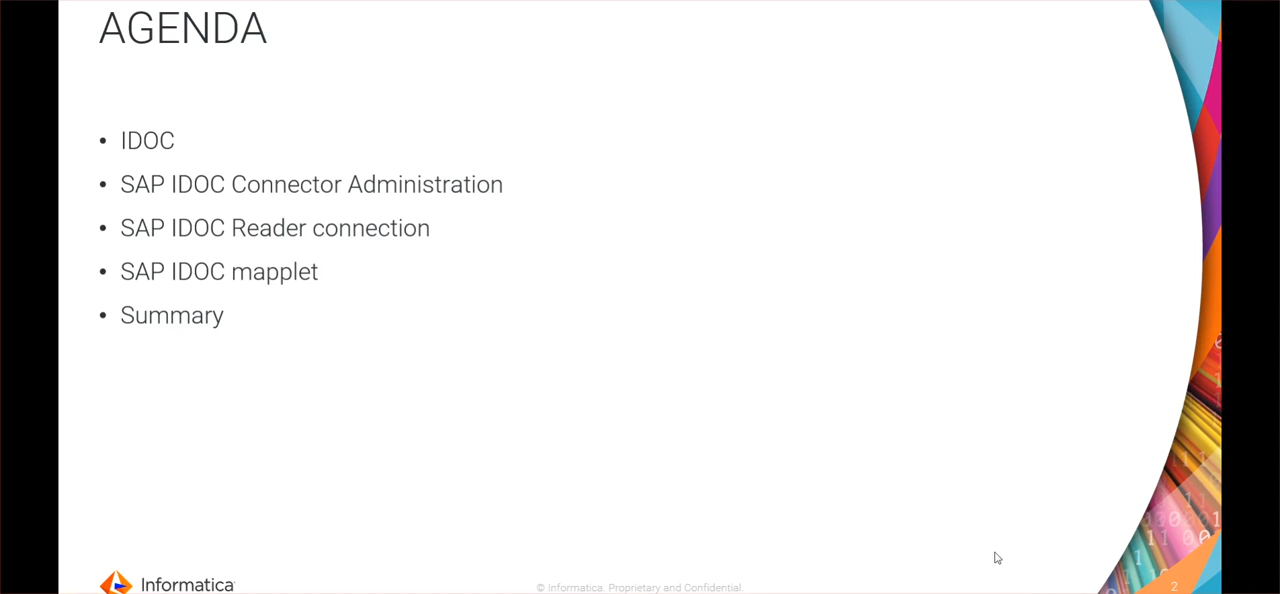 AGENDA
• IDOC
• SAP IDOC Connector Administration
• SAP IDOC Reader connection
• SAP IDOC mapplet
• Summary
Informatica
© Informatica. Proprietary and Confidential.
2